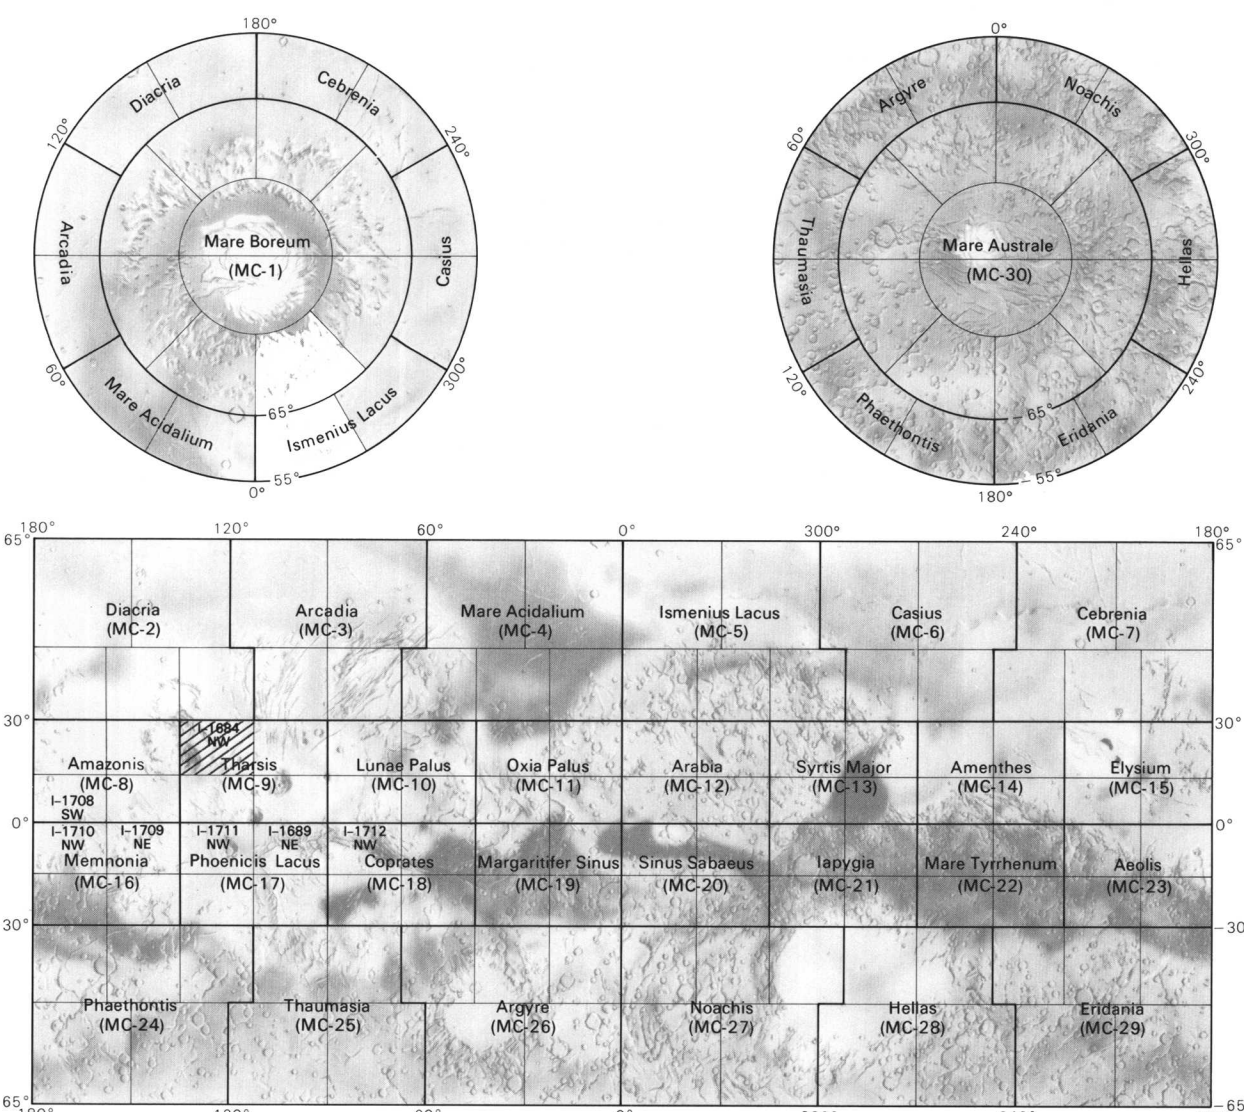 180°
Diacria
Cebrenia
120°
240°
Arcadia
Mare Boreum
(MC-1)
Casius
60°
300°
Mare Acidalium
65°
Ismenius Lacus
55°
0°
0°
Argyre
Noachis
60°
300°
Thaumasia
Mare Australe
(MC-30)
Hellas
120°
240°
Phaethontis
−65°
Eridania
−55°
180°
180° 120° 60° 0° 300° 240° 180°
65° 65°
Diacria Arcadia Mare Acidalium Ismenius Lacus Casius Cebrenia
(MC-2) (MC-3) (MC-4) (MC-5) (MC-6) (MC-7)
30° I-1684 30°
NW
Amazonis Tharsis Lunae Palus Oxia Palus Arabia Syrtis Major Amenthes Elysium
(MC-8) (MC-9) (MC-10) (MC-11) (MC-12) (MC-13) (MC-14) (MC-15)
I-1708
SW
0° 0°
I-1710 I-1709 I-1711 I-1689 I-1712
NW NE NW NE NW
Memnonia Phoenicis Lacus Coprates Margaritifer Sinus Sinus Sabaeus Iapygia Mare Tyrrhenum Aeolis
(MC-16) (MC-17) (MC-18) (MC-19) (MC-20) (MC-21) (MC-22) (MC-23)
30° −30
Phaethontis Thaumasia Argyre Noachis Hellas Eridania
(MC-24) (MC-25) (MC-26) (MC-27) (MC-28) (MC-29)
65° −65